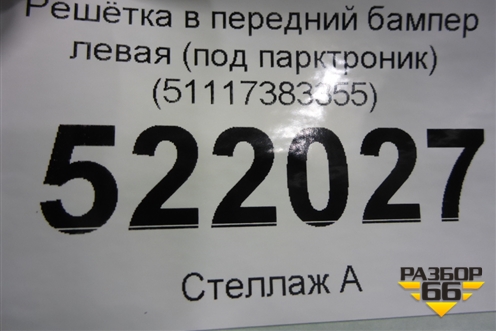 Решётка в передний бампер
левая (под парктроник)
(51117383355)
522027
Стеллаж А
РАЗБОР
66